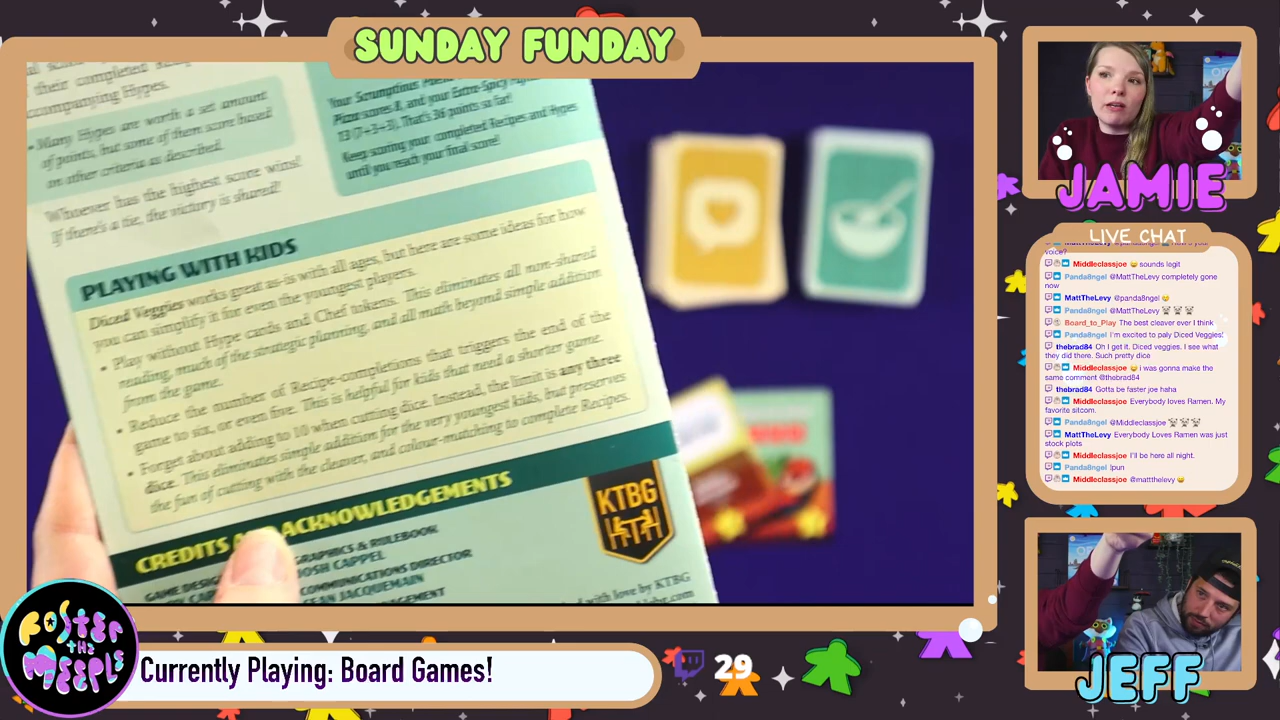 SUNDAY FUNDAY
their completed
accompanying Hypes.
• Many Hypes are worth a set amount
of points, but some of them score based
on other criteria as described.
Whoever has the highest score wins!
If there's a tie, the victory is shared!
Your Scrumptious
Pizza scores 8, and your Extra-Spicy
13 (7+3+3). That's 36 points so far!
Keep scoring your completed Recipes and Hypes
until you reach your final score!
PLAYING WITH KIDS
Diced Veggies works great as-is with all ages, but here are some ideas for how
you can simplify it for even the youngest players.
• Play without Hype cards and Chef tokens. This eliminates all non-shared
reading, much of the strategic planning, and all math beyond simple addition
from the game.
• Reduce the number of Recipe-completions that triggers the end of the
game to six, or even five. This is helpful for kids that need a shorter game.
• Forget about adding to 10 when cutting dice. Instead, the limit is any three
dice. This eliminates simple addition for the very youngest kids, but preserves
the fun of cutting with the cleaver, and colour-matching to complete Recipes.
CREDITS ACKNOWLEDGEMENTS
KTBG
GRAPHICS & RULEBOOK
JOSH CAPPEL
COMMUNICATIONS DIRECTOR
SEAN JACQUEMAIN
with love by KTBG
JAMIE
LIVE CHAT
voice?
Middleclassjoe 😄 sounds legit
Panda8ngel @MattTheLevy completely gone
now
MattTheLevy @panda8ngel 😢
Panda8ngel @MattTheLevy
Board_to_Play The best cleaver ever I think
Panda8ngel I'm excited to paly Diced Veggies!
thebrad84 Oh I get it. Diced veggies. I see what
they did there. Such pretty dice
Middleclassjoe 😄 i was gonna make the
same comment @thebrad84
thebrad84 Gotta be faster joe haha
Middleclassjoe Everybody loves Ramen. My
favorite sitcom.
Panda8ngel @Middleclassjoe
MattTheLevy Everybody Loves Ramen was just
stock plots
Middleclassjoe I'll be here all night.
Panda8ngel !pun
Middleclassjoe @mattthelevy 😄
JEFF
FOSTER
THE
MEEPLE
Currently Playing: Board Games!
29